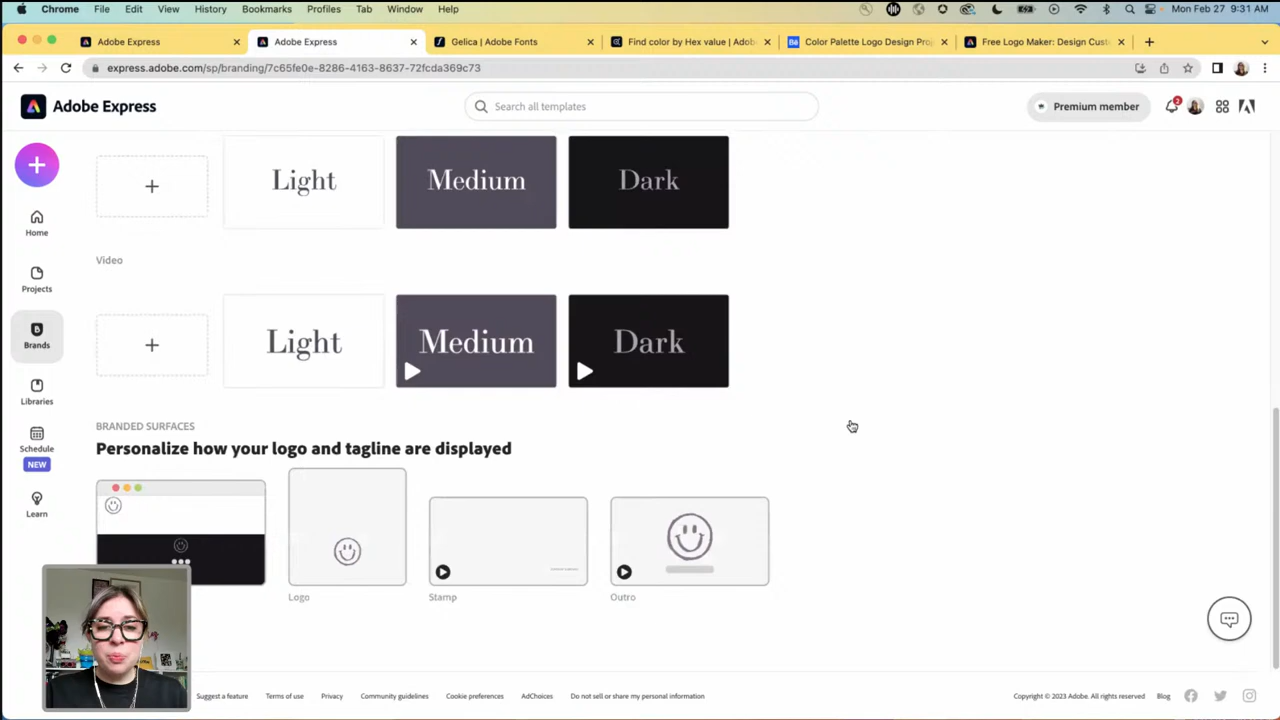 Chrome File Edit View History Bookmarks Profiles Tab Window Help Mon Feb 27 9:31 AM
Adobe Express Adobe Express Gelica | Adobe Fonts Find color by Hex value | Adob Color Palette Logo Design Pro Free Logo Maker: Design Cust
express.adobe.com/sp/branding/7c65fe0e-8286-4163-8637-72fcda369c73
Adobe Express Search all templates Premium member
Light Medium Dark
Home
Video
Projects
Light Medium Dark
Brands
Libraries
BRANDED SURFACES
Schedule
Personalize how your logo and tagline are displayed
NEW
Learn
Logo Stamp Outro
Suggest a feature Terms of use Privacy Community guidelines Cookie preferences AdChoices Do not sell or share my personal information Copyright © 2023 Adobe. All rights reserved Blog